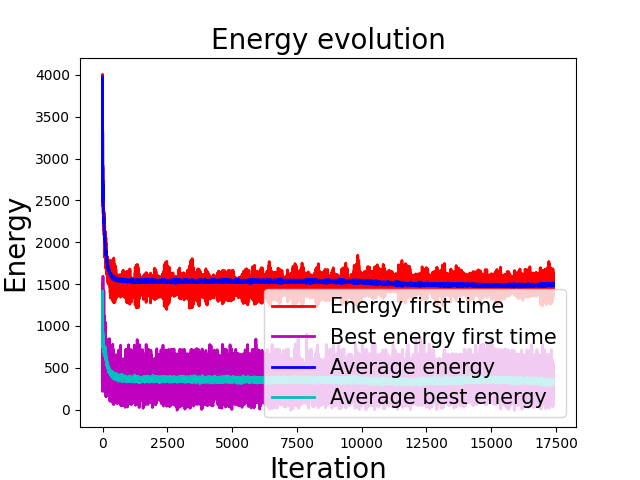 Energy evolution
Energy
4000
3500
3000
2500
2000
1500
1000
500
0
Energy first time
Best energy first time
Average energy
Average best energy
0 2500 5000 7500 10000 12500 15000 17500
Iteration